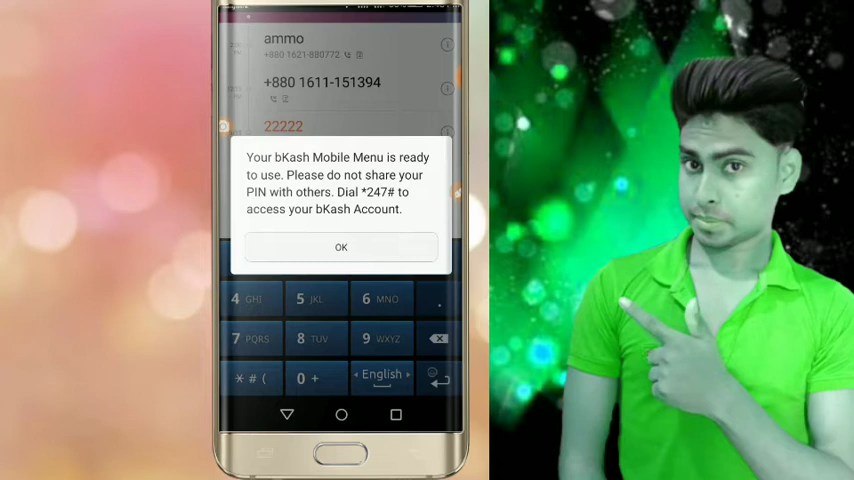 ammo
+880 1621-880772
+880 1611-151394
22222
Your bKash Mobile Menu is ready
to use. Please do not share your
PIN with others. Dial *247# to
access your bKash Account.
OK
4 GHI 5 JKL 6 MNO .
7 PQRS 8 TUV 9 WXYZ
* # ( 0 + English